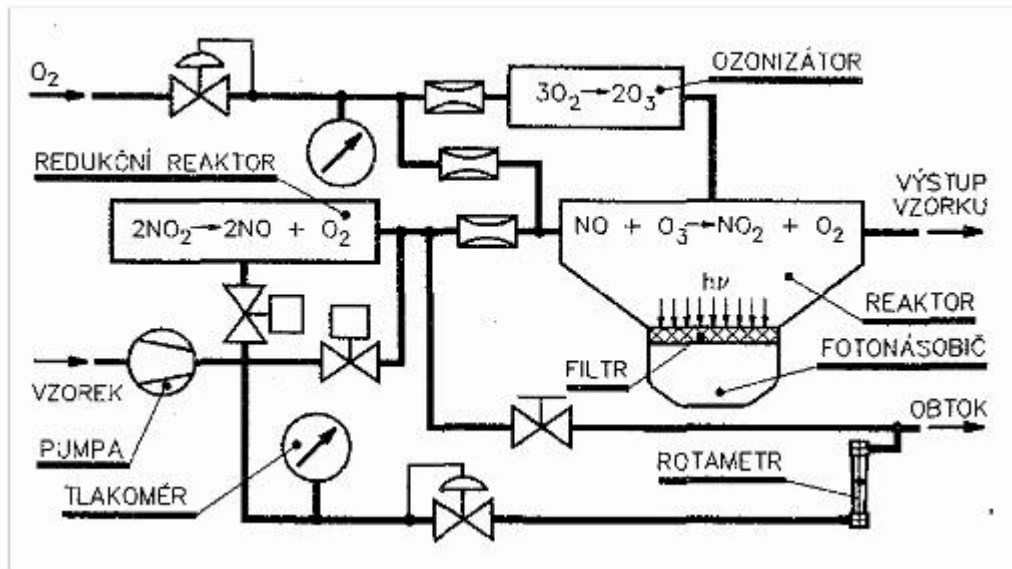 O₂
OZONIZÁTOR
3O₂→2O₃
REDUKČNÍ REAKTOR
2NO₂→2NO + O₂
VÝSTUP
VZORKU
NO + O₃→NO₂ + O₂
hν
REAKTOR
FILTR
FOTONÁSOBIČ
VZOREK
PUMPA
OBTOK
TLAKOMĚR
ROTAMETR